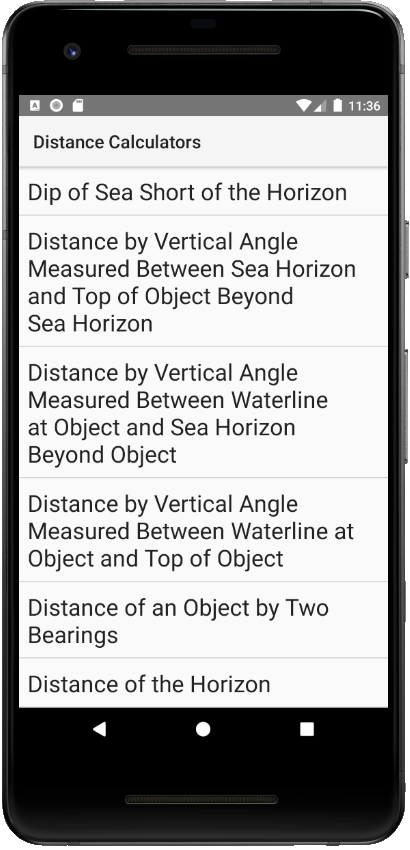 11:36
Distance Calculators
Dip of Sea Short of the Horizon
Distance by Vertical Angle
Measured Between Sea Horizon
and Top of Object Beyond
Sea Horizon
Distance by Vertical Angle
Measured Between Waterline
at Object and Sea Horizon
Beyond Object
Distance by Vertical Angle
Measured Between Waterline at
Object and Top of Object
Distance of an Object by Two
Bearings
Distance of the Horizon